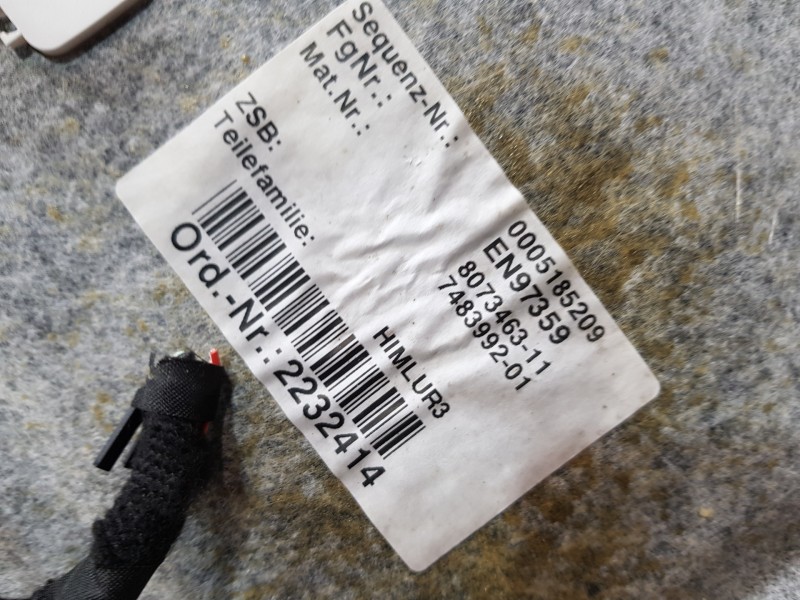 Sequenz-Nr.: 0005185209
FgNr.: EN97359
Mat.Nr.: 8073463-11
7483992-01
ZSB:
Teilefamilie: HIMLUR3
Ord.-Nr.: 2232414